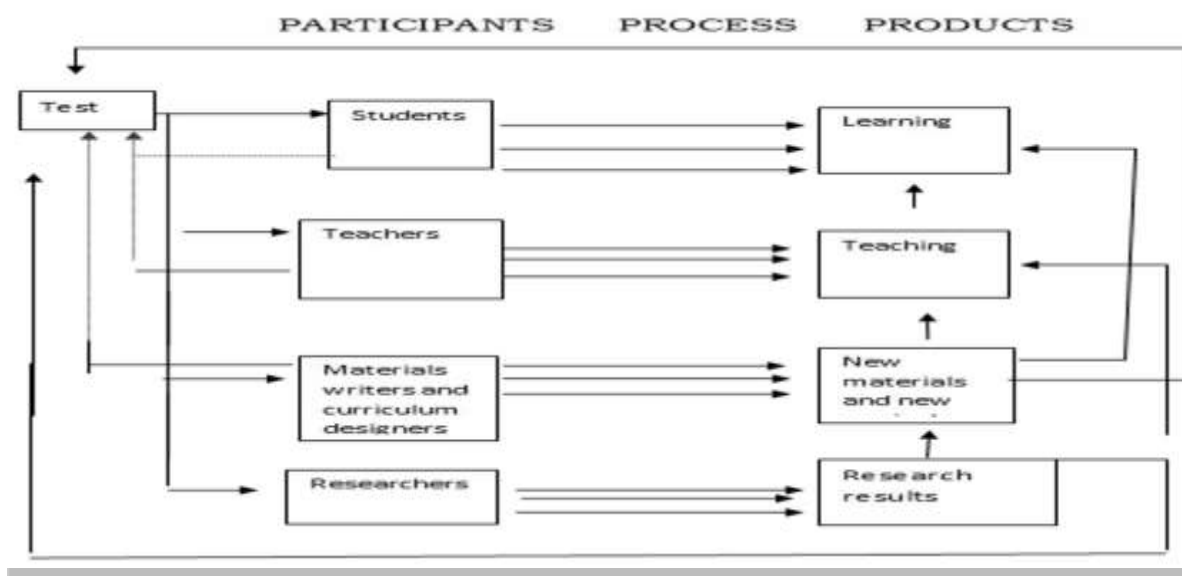 PARTICIPANTS PROCESS PRODUCTS
Test
Students
Learning
Teachers
Teaching
Materials
writers and
curriculum
designers
New
materials
and new
Researchers
Research
results